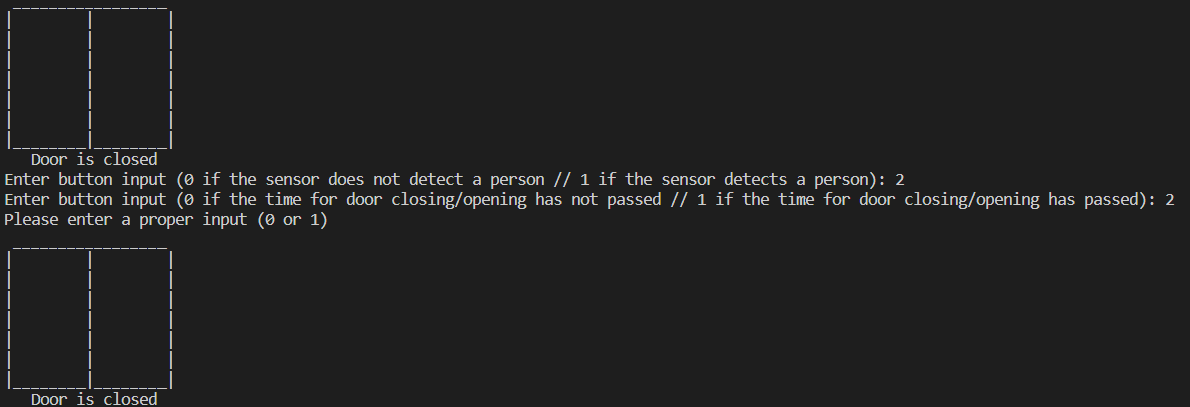 Door is closed
Enter button input (0 if the sensor does not detect a person // 1 if the sensor detects a person): 2
Enter button input (0 if the time for door closing/opening has not passed // 1 if the time for door closing/opening has passed): 2
Please enter a proper input (0 or 1)
Door is closed